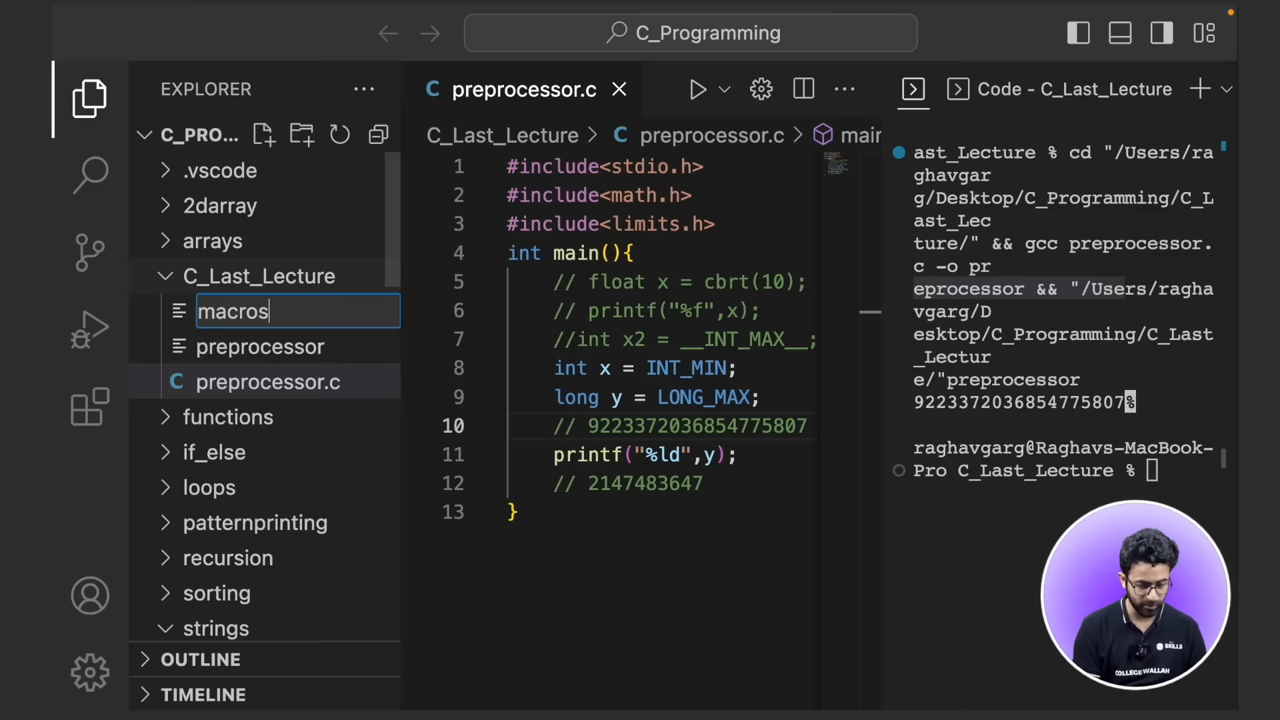 C_Programming
EXPLORER
C_PRO...
.vscode
2darray
arrays
C_Last_Lecture
macros
preprocessor
C preprocessor.c
functions
if_else
loops
patternprinting
recursion
sorting
strings
OUTLINE
TIMELINE
C preprocessor.c
C_Last_Lecture > C preprocessor.c > main
1 #include<stdio.h>
2 #include<math.h>
3 #include<limits.h>
4 int main(){
5 // float x = cbrt(10);
6 // printf("%f",x);
7 //int x2 = __INT_MAX__;
8 int x = INT_MIN;
9 long y = LONG_MAX;
10 // 9223372036854775807
11 printf("%ld",y);
12 // 2147483647
13 }
Code - C_Last_Lecture
ast_Lecture % cd "/Users/ra
ghavgar
g/Desktop/C_Programming/C_L
ast_Lec
ture/" && gcc preprocessor.
c -o pr
eprocessor && "/Users/ragha
vgarg/D
esktop/C_Programming/C_Last
_Lectur
e/"preprocessor
9223372036854775807%
raghavgarg@Raghavs-MacBook-
Pro C_Last_Lecture %
SKILLS
COLLEGE WALLAH